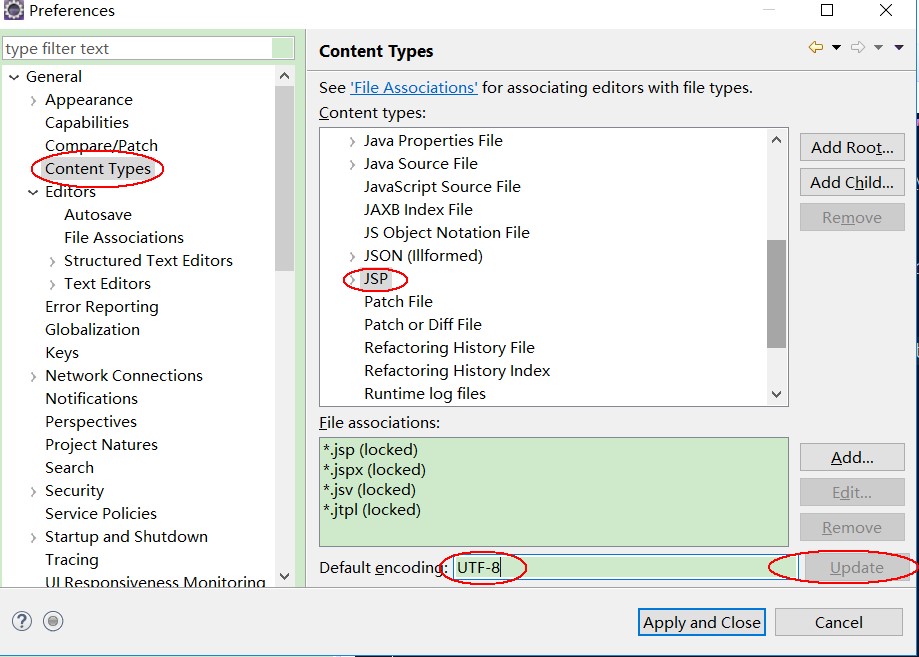 Preferences
type filter text
General
Appearance
Capabilities
Compare/Patch
Content Types
Editors
Autosave
File Associations
Structured Text Editors
Text Editors
Error Reporting
Globalization
Keys
Network Connections
Notifications
Perspectives
Project Natures
Search
Security
Service Policies
Startup and Shutdown
Tracing
UI Responsiveness Monitoring
Content Types
See 'File Associations' for associating editors with file types.
Content types:
Java Properties File
Java Source File
JavaScript Source File
JAXB Index File
JS Object Notation File
JSON (Illformed)
JSP
Patch File
Patch or Diff File
Refactoring History File
Refactoring History Index
Runtime log files
Add Root...
Add Child...
Remove
File associations:
*.jsp (locked)
*.jspx (locked)
*.jsv (locked)
*.jtpl (locked)
Add...
Edit...
Remove
Default encoding: UTF-8
Update
?
Apply and Close
Cancel